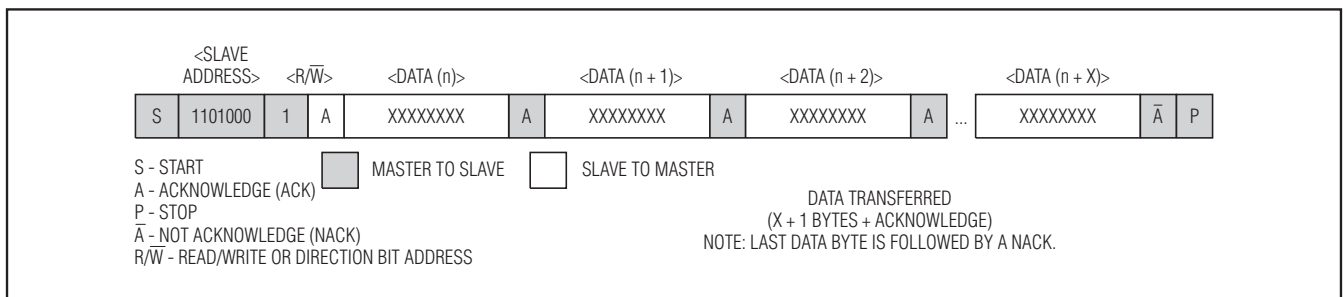 <SLAVE
ADDRESS> <R/W̅> <DATA (n)> <DATA (n + 1)> <DATA (n + 2)> <DATA (n + X)>
S 1101000 1 A XXXXXXXX A XXXXXXXX A XXXXXXXX A ... XXXXXXXX A̅ P
S - START MASTER TO SLAVE SLAVE TO MASTER
A - ACKNOWLEDGE (ACK)
P - STOP
A̅ - NOT ACKNOWLEDGE (NACK)
R/W̅ - READ/WRITE OR DIRECTION BIT ADDRESS
DATA TRANSFERRED
(X + 1 BYTES + ACKNOWLEDGE)
NOTE: LAST DATA BYTE IS FOLLOWED BY A NACK.